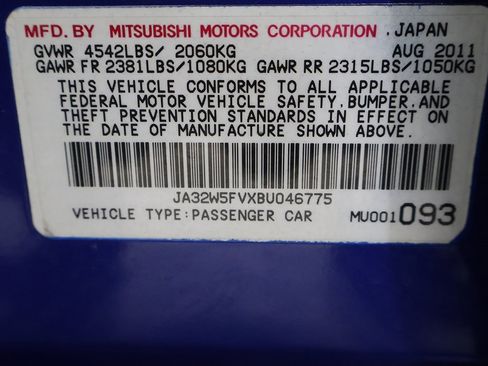 MFD. BY MITSUBISHI MOTORS CORPORATION . JAPAN
GVWR 4542LBS/ 2060KG AUG 2011
GAWR FR 2381LBS/1080KG GAWR RR 2315LBS/1050KG
THIS VEHICLE CONFORMS TO ALL APPLICABLE
FEDERAL MOTOR VEHICLE SAFETY, BUMPER, AND
THEFT PREVENTION STANDARDS IN EFFECT ON
THE DATE OF MANUFACTURE SHOWN ABOVE.
JA32W5FVXBU046775
VEHICLE TYPE: PASSENGER CAR MU001093